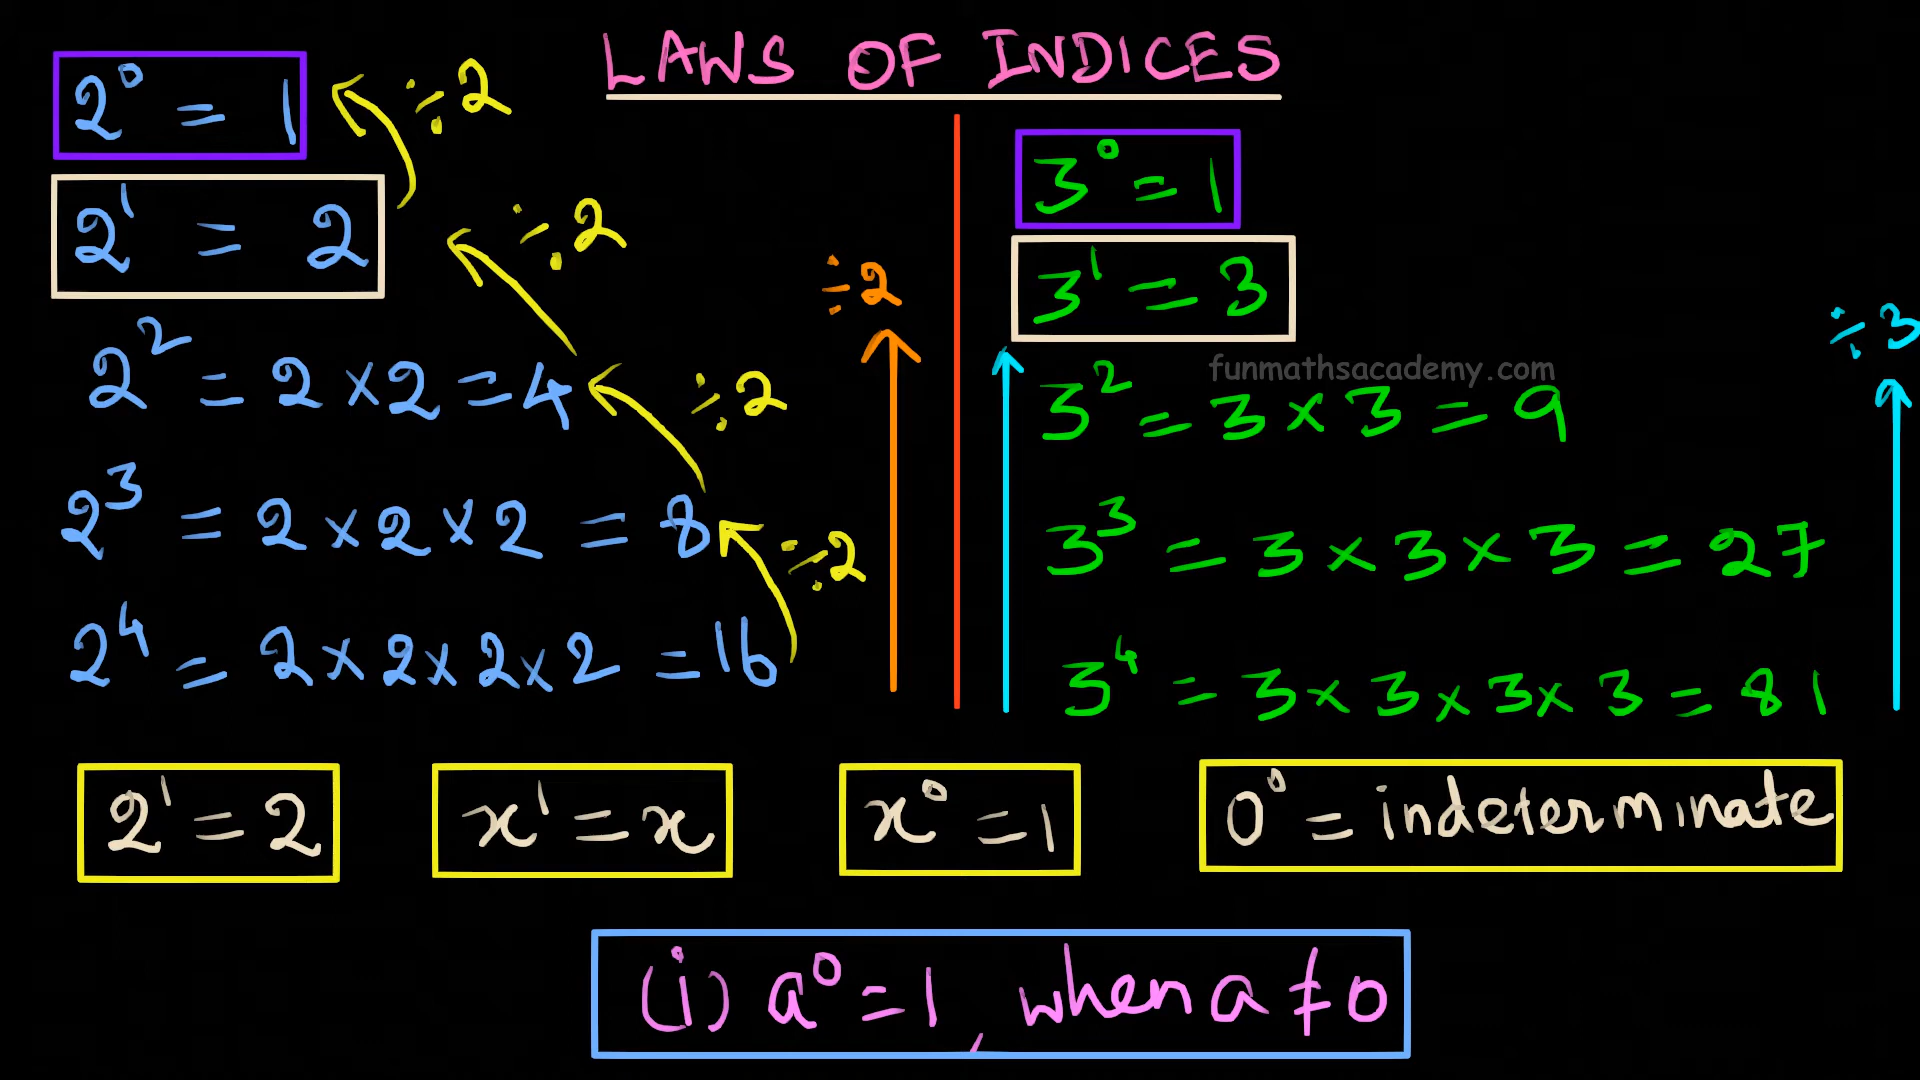 LAWS OF INDICES
2⁰ = 1
÷2
2¹ = 2
÷2
2² = 2 × 2 = 4
÷2
2³ = 2 × 2 × 2 = 8
÷2
2⁴ = 2 × 2 × 2 × 2 = 16
÷2
3⁰ = 1
3¹ = 3
÷3
funmathsacademy.com
3² = 3 × 3 = 9
3³ = 3 × 3 × 3 = 27
3⁴ = 3 × 3 × 3 × 3 = 81
2¹ = 2
x¹ = x
x⁰ = 1
0⁰ = indeterminate
(i) a⁰ = 1, when a ≠ 0